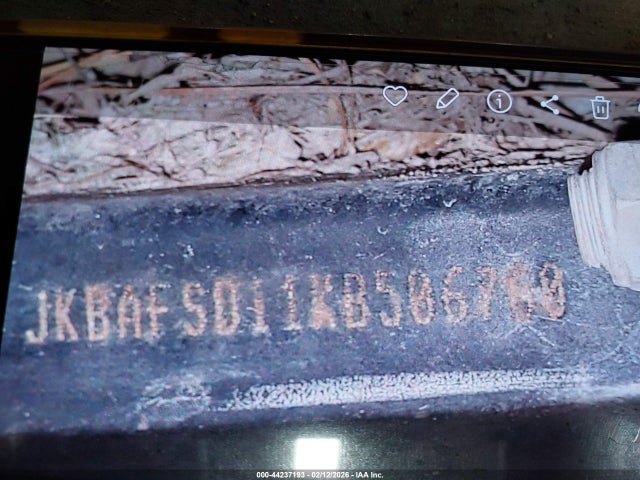 JKBAFSD11KB506760
000-44237193 - 02/12/2026 - IAA Inc.